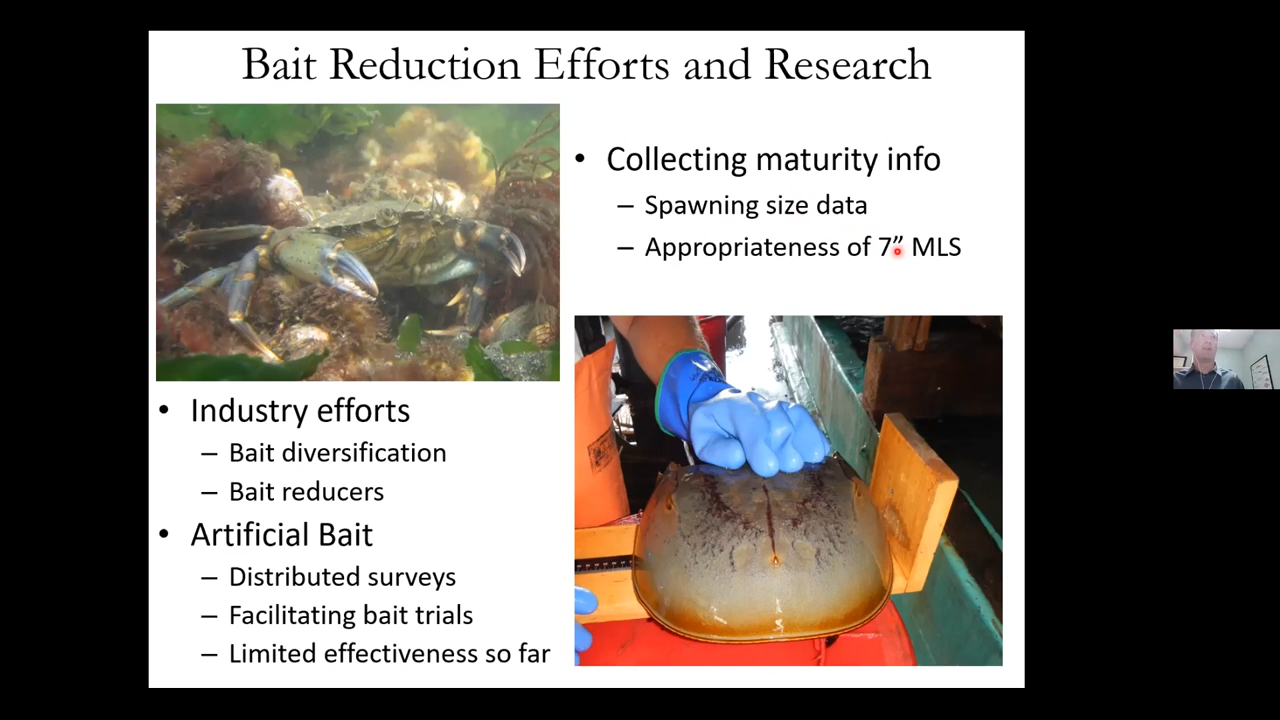 Bait Reduction Efforts and Research
• Collecting maturity info
– Spawning size data
– Appropriateness of 7” MLS
• Industry efforts
– Bait diversification
– Bait reducers
• Artificial Bait
– Distributed surveys
– Facilitating bait trials
– Limited effectiveness so far